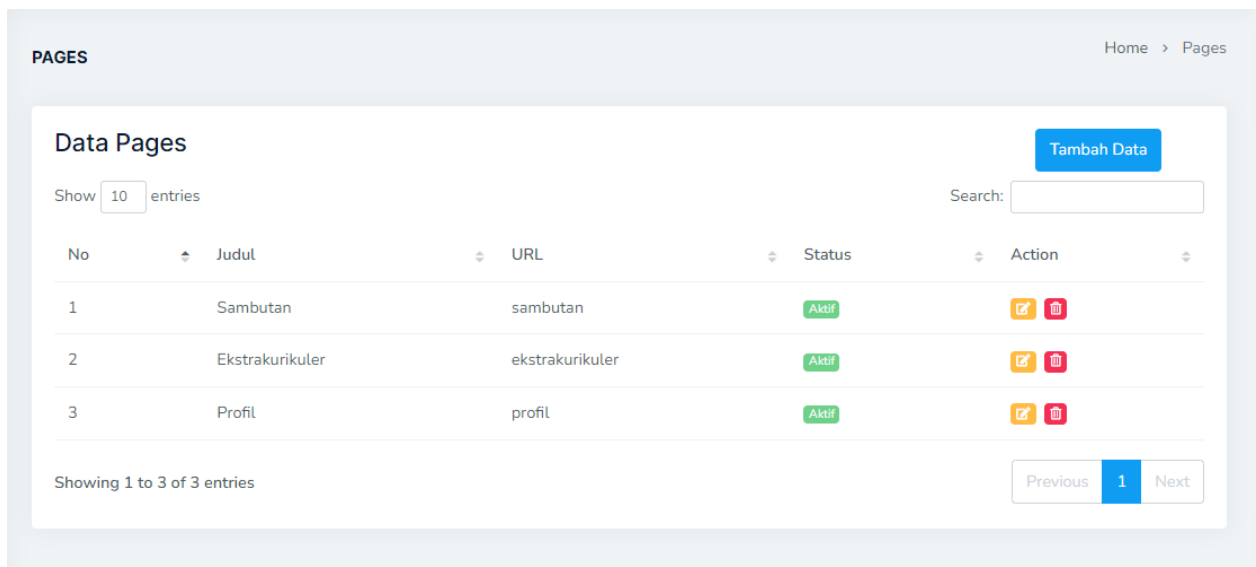 PAGES
Home > Pages
Data Pages
Tambah Data
Show 10 entries
Search:
No Judul URL Status Action
1 Sambutan sambutan Aktif
2 Ekstrakurikuler ekstrakurikuler Aktif
3 Profil profil Aktif
Showing 1 to 3 of 3 entries
Previous 1 Next